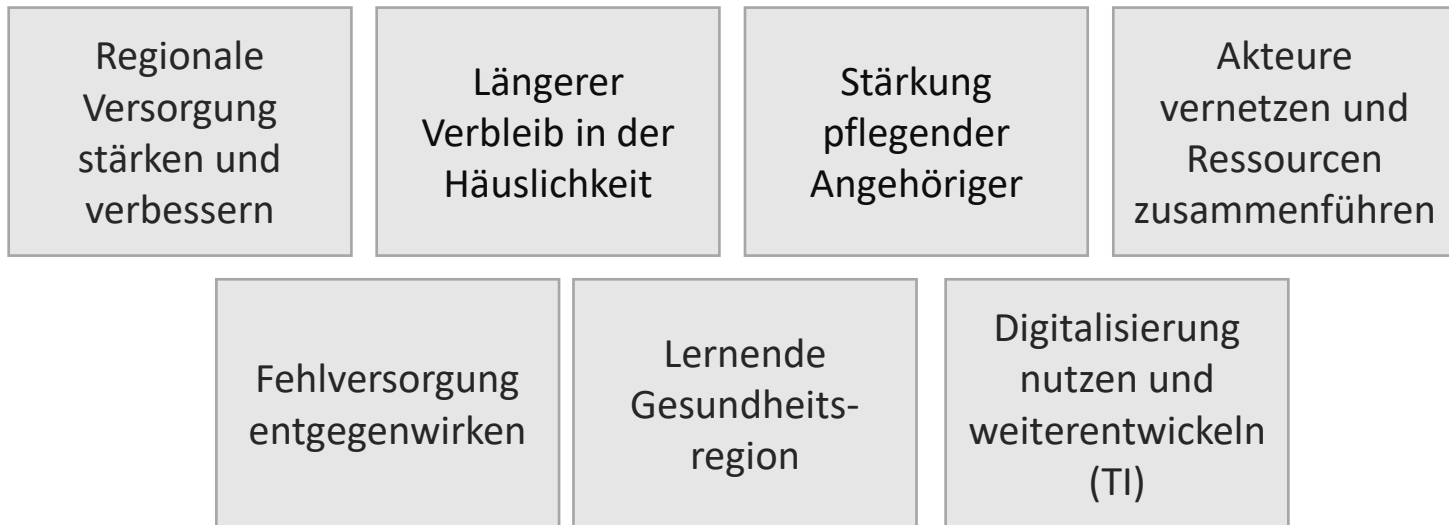 Regionale
Versorgung
stärken und
verbessern
Längerer
Verbleib in der
Häuslichkeit
Stärkung
pflegender
Angehöriger
Akteure
vernetzen und
Ressourcen
zusammenführen
Fehlversorgung
entgegenwirken
Lernende
Gesundheits-
region
Digitalisierung
nutzen und
weiterentwickeln
(TI)